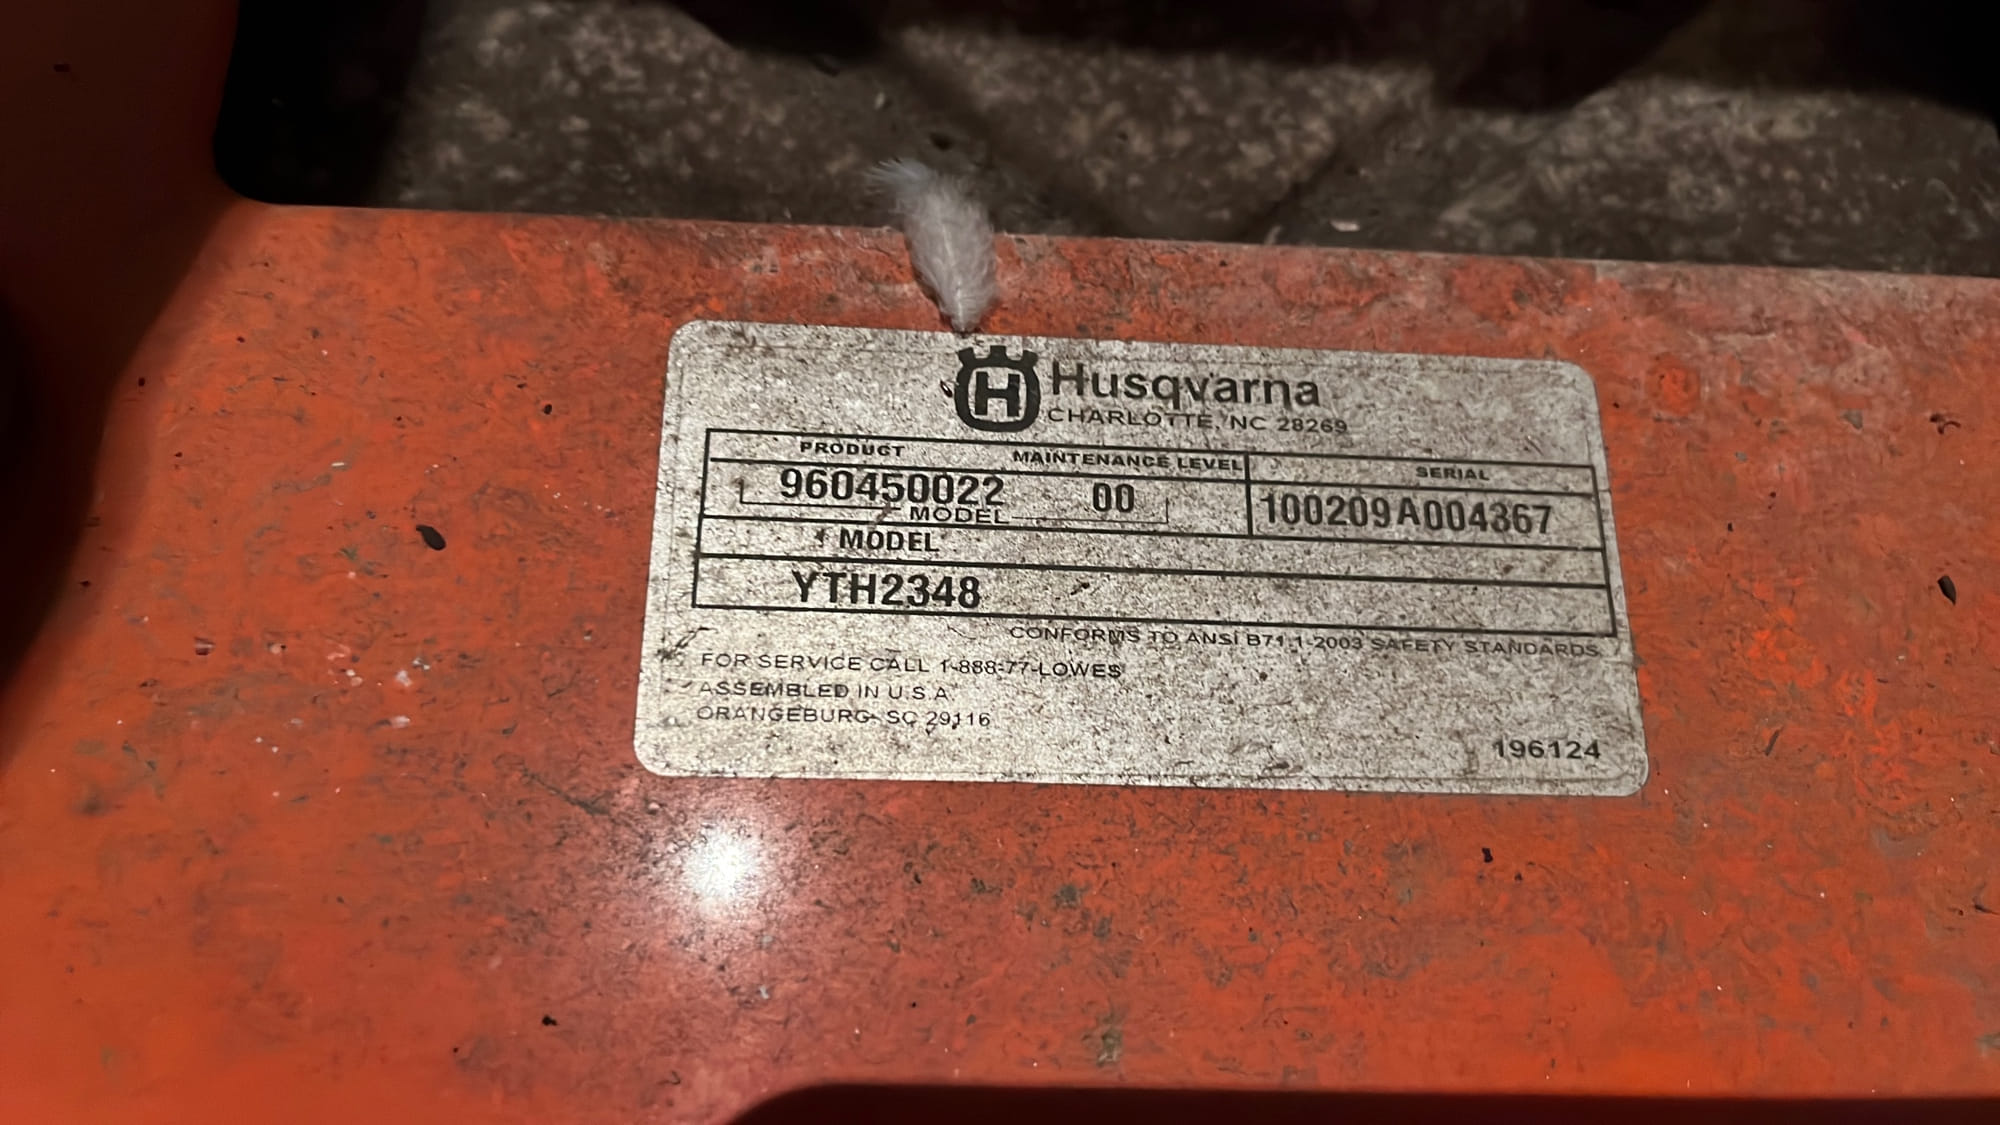 H Husqvarna
CHARLOTTE, NC 28269
PRODUCT MAINTENANCE LEVEL SERIAL
960450022 00 100209A004367
MODEL
MODEL
YTH2348
CONFORMS TO ANSI B71.1-2003 SAFETY STANDARDS
FOR SERVICE CALL 1-888-77-LOWES
ASSEMBLED IN U.S.A.
ORANGEBURG SC 29116
196124